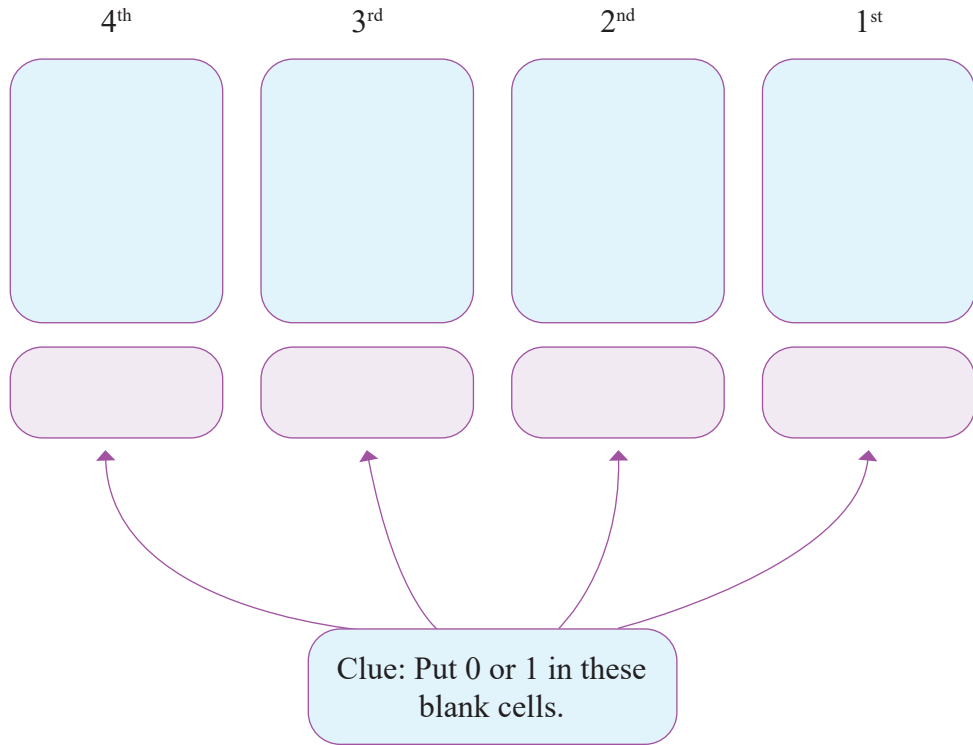 4th 3rd 2nd 1st
Clue: Put 0 or 1 in these
blank cells.